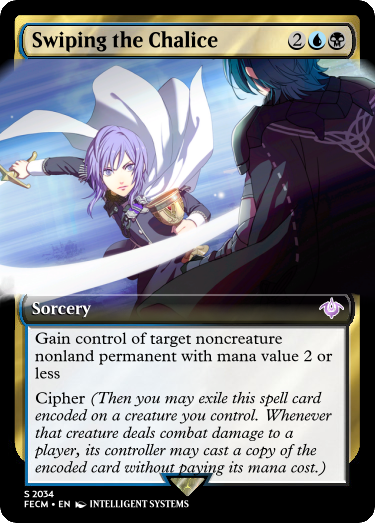 Swiping the Chalice 2
Sorcery
Gain control of target noncreature
nonland permanent with mana value 2 or
less
Cipher (Then you may exile this spell card
encoded on a creature you control. Whenever
that creature deals combat damage to a
player, its controller may cast a copy of the
encoded card without paying its mana cost.)
S 2034
FECM • EN INTELLIGENT SYSTEMS